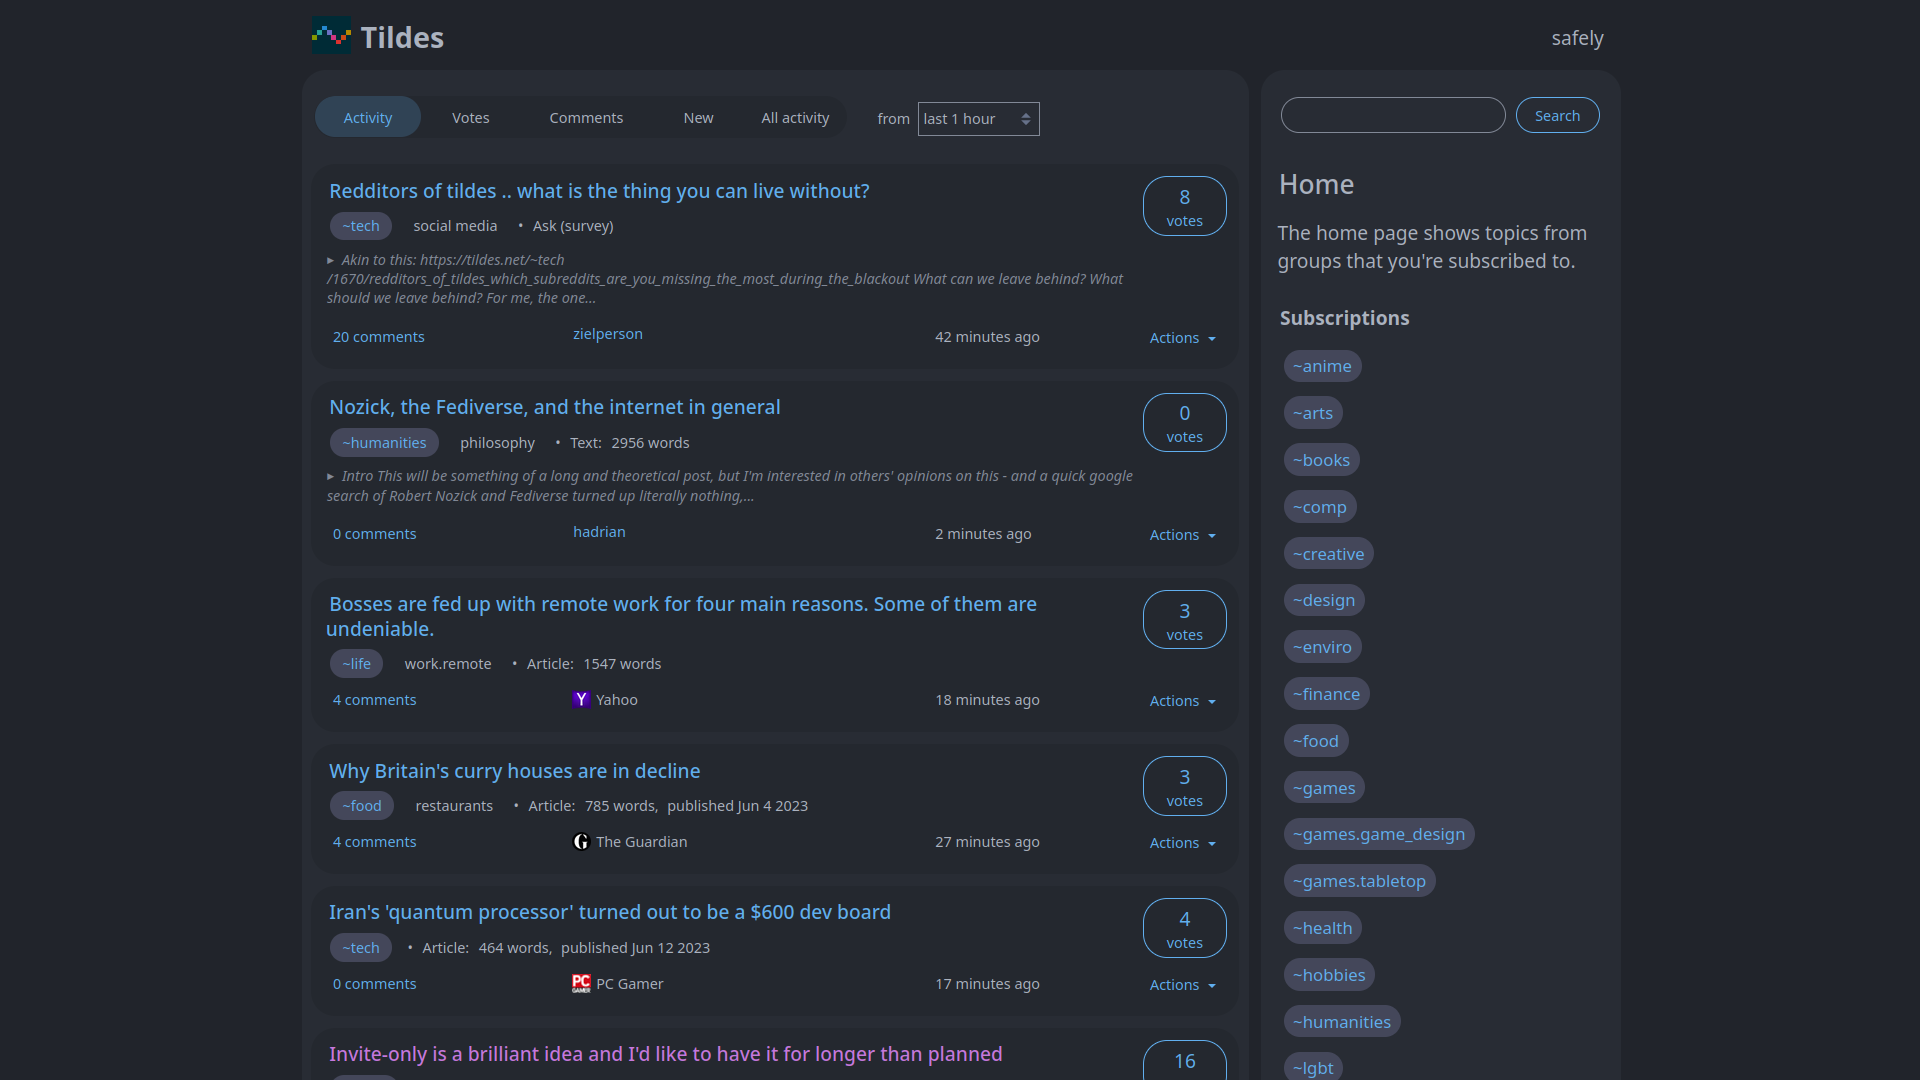 Tildes
safely
Activity Votes Comments New All activity from last 1 hour
Redditors of tildes .. what is the thing you can live without?
8 votes
~tech social media • Ask (survey)
▸ Akin to this: https://tildes.net/~tech
/1670/redditors_of_tildes_which_subreddits_are_you_missing_the_most_during_the_blackout What can we leave behind? What
should we leave behind? For me, the one...
20 comments zielperson 42 minutes ago Actions
Nozick, the Fediverse, and the internet in general
0 votes
~humanities philosophy • Text: 2956 words
▸ Intro This will be something of a long and theoretical post, but I'm interested in others' opinions on this - and a quick google
search of Robert Nozick and Fediverse turned up literally nothing,...
0 comments hadrian 2 minutes ago Actions
Bosses are fed up with remote work for four main reasons. Some of them are
undeniable.
3 votes
~life work.remote • Article: 1547 words
4 comments Y Yahoo 18 minutes ago Actions
Why Britain's curry houses are in decline
3 votes
~food restaurants • Article: 785 words, published Jun 4 2023
4 comments G The Guardian 27 minutes ago Actions
Iran's 'quantum processor' turned out to be a $600 dev board
4 votes
~tech • Article: 464 words, published Jun 12 2023
0 comments PC GAMER PC Gamer 17 minutes ago Actions
Invite-only is a brilliant idea and I'd like to have it for longer than planned
16
Search
Home
The home page shows topics from
groups that you're subscribed to.
Subscriptions
~anime
~arts
~books
~comp
~creative
~design
~enviro
~finance
~food
~games
~games.game_design
~games.tabletop
~health
~hobbies
~humanities
~lgbt